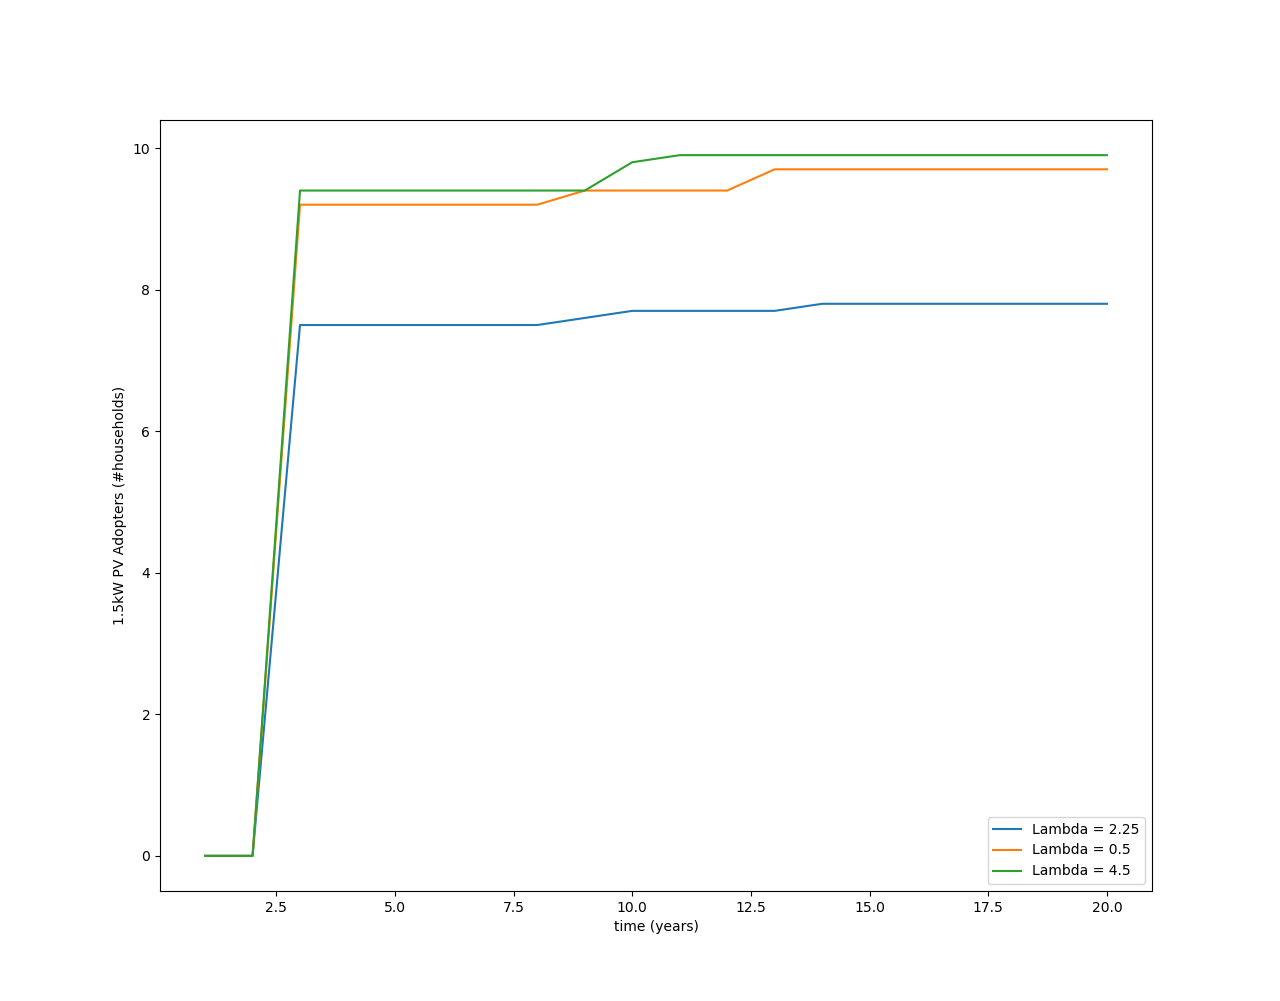 10
8
6
4
2
0
1.5kW PV Adopters (#households)
2.5 5.0 7.5 10.0 12.5 15.0 17.5 20.0
time (years)
Lambda = 2.25
Lambda = 0.5
Lambda = 4.5